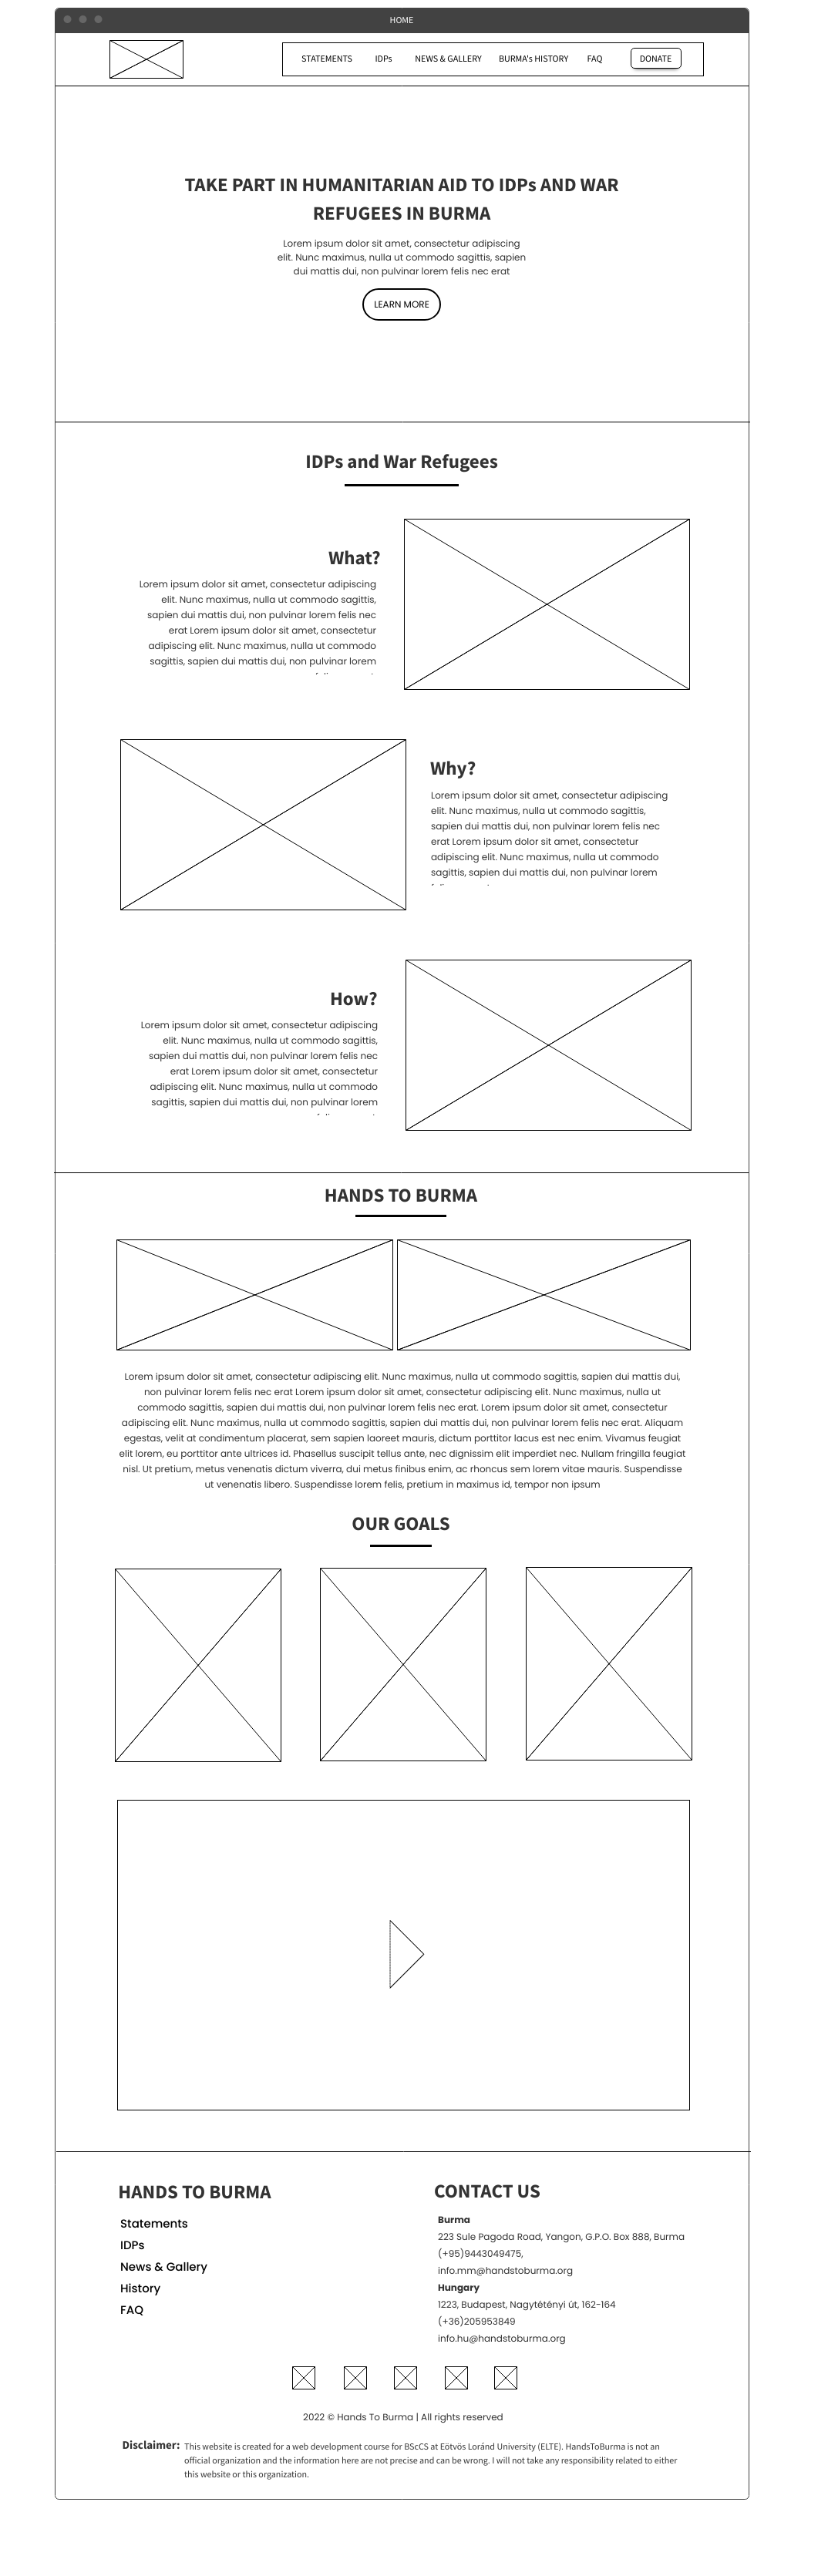 HOME
STATEMENTS IDPs NEWS & GALLERY BURMA's HISTORY FAQ DONATE
TAKE PART IN HUMANITARIAN AID TO IDPs AND WAR
REFUGEES IN BURMA
Lorem ipsum dolor sit amet, consectetur adipiscing
elit. Nunc maximus, nulla ut commodo sagittis, sapien
dui mattis dui, non pulvinar lorem felis nec erat
LEARN MORE
IDPs and War Refugees
What?
Lorem ipsum dolor sit amet, consectetur adipiscing
elit. Nunc maximus, nulla ut commodo sagittis,
sapien dui mattis dui, non pulvinar lorem felis nec
erat Lorem ipsum dolor sit amet, consectetur
adipiscing elit. Nunc maximus, nulla ut commodo
sagittis, sapien dui mattis dui, non pulvinar lorem
Why?
Lorem ipsum dolor sit amet, consectetur adipiscing
elit. Nunc maximus, nulla ut commodo sagittis,
sapien dui mattis dui, non pulvinar lorem felis nec
erat Lorem ipsum dolor sit amet, consectetur
adipiscing elit. Nunc maximus, nulla ut commodo
sagittis, sapien dui mattis dui, non pulvinar lorem
How?
Lorem ipsum dolor sit amet, consectetur adipiscing
elit. Nunc maximus, nulla ut commodo sagittis,
sapien dui mattis dui, non pulvinar lorem felis nec
erat Lorem ipsum dolor sit amet, consectetur
adipiscing elit. Nunc maximus, nulla ut commodo
sagittis, sapien dui mattis dui, non pulvinar lorem
HANDS TO BURMA
Lorem ipsum dolor sit amet, consectetur adipiscing elit. Nunc maximus, nulla ut commodo sagittis, sapien dui mattis dui,
non pulvinar lorem felis nec erat Lorem ipsum dolor sit amet, consectetur adipiscing elit. Nunc maximus, nulla ut
commodo sagittis, sapien dui mattis dui, non pulvinar lorem felis nec erat. Lorem ipsum dolor sit amet, consectetur
adipiscing elit. Nunc maximus, nulla ut commodo sagittis, sapien dui mattis dui, non pulvinar lorem felis nec erat. Aliquam
egestas, velit at condimentum placerat, sem sapien laoreet mauris, dictum porttitor lacus est nec enim. Vivamus feugiat
elit lorem, eu porttitor ante ultrices id. Phasellus suscipit tellus ante, nec dignissim elit imperdiet nec. Nullam fringilla feugiat
nisl. Ut pretium, metus venenatis dictum viverra, dui metus finibus enim, ac rhoncus sem lorem vitae mauris. Suspendisse
ut venenatis libero. Suspendisse lorem felis, pretium in maximus id, tempor non ipsum
OUR GOALS
HANDS TO BURMA
Statements
IDPs
News & Gallery
History
FAQ
CONTACT US
Burma
223 Sule Pagoda Road, Yangon, G.P.O. Box 888, Burma
(+95)9443049475,
info.mm@handstoburma.org
Hungary
1223, Budapest, Nagytétényi út, 162-164
(+36)205953849
info.hu@handstoburma.org
2022 © Hands To Burma | All rights reserved
Disclaimer: This website is created for a web development course for BScCS at Eötvös Loránd University (ELTE). HandsToBurma is not an
official organization and the information here are not precise and can be wrong. I will not take any responsibility related to either
this website or this organization.